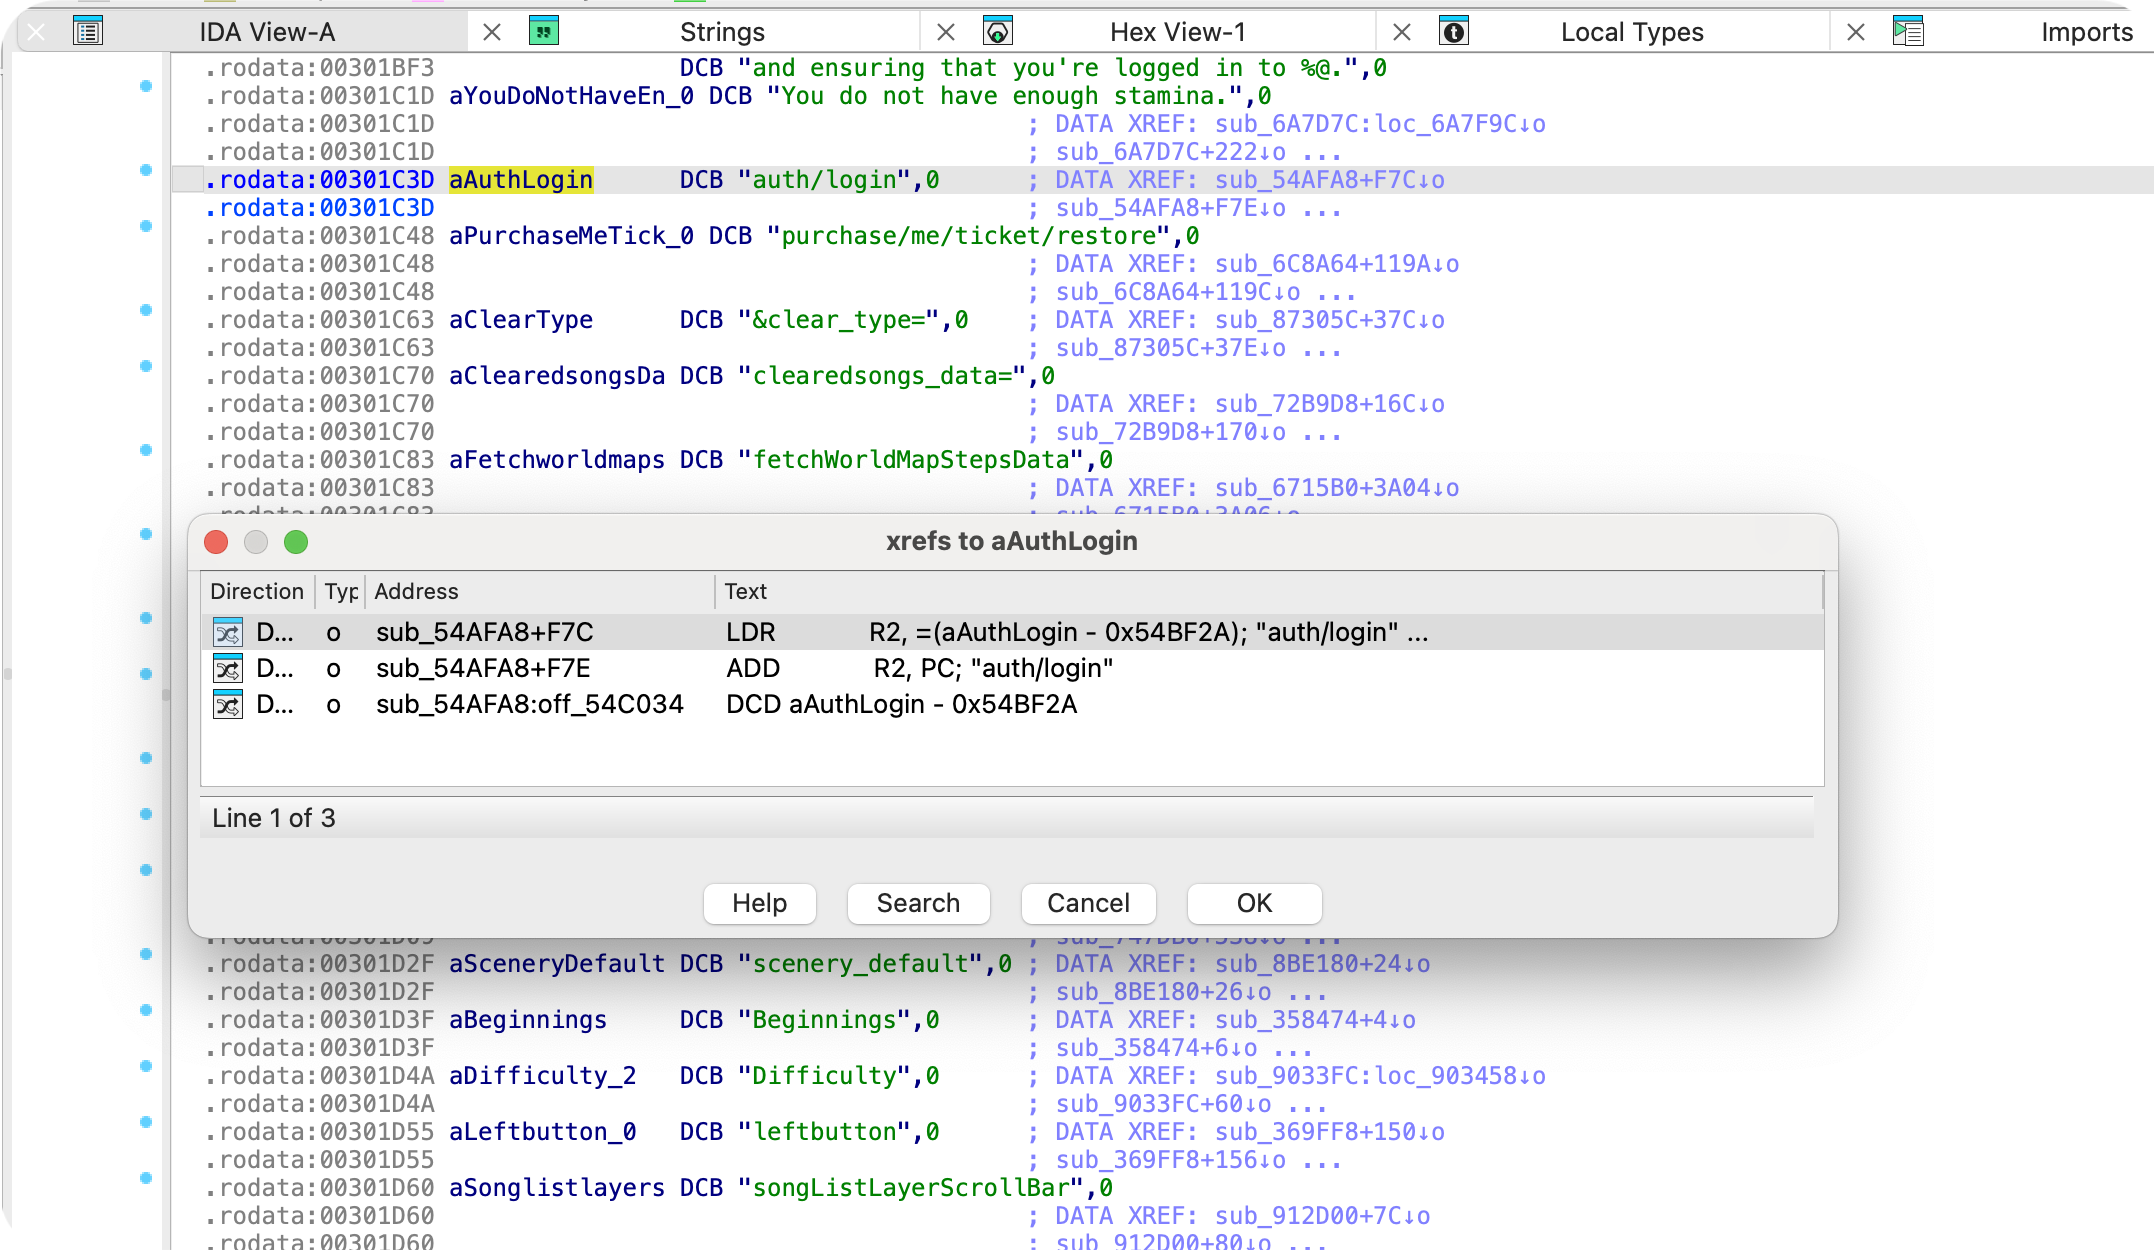 IDA View-A
Strings
Hex View-1
Local Types
Imports
.rodata:00301BF3 DCB "and ensuring that you're logged in to %@.",0
.rodata:00301C1D aYouDoNotHaveEn_0 DCB "You do not have enough stamina.",0
.rodata:00301C1D ; DATA XREF: sub_6A7D7C:loc_6A7F9C↓o
.rodata:00301C1D ; sub_6A7D7C+222↓o ...
.rodata:00301C3D aAuthLogin DCB "auth/login",0 ; DATA XREF: sub_54AFA8+F7C↓o
.rodata:00301C3D ; sub_54AFA8+F7E↓o ...
.rodata:00301C48 aPurchaseMeTick_0 DCB "purchase/me/ticket/restore",0
.rodata:00301C48 ; DATA XREF: sub_6C8A64+119A↓o
.rodata:00301C48 ; sub_6C8A64+119C↓o ...
.rodata:00301C63 aClearType DCB "&clear_type=",0 ; DATA XREF: sub_87305C+37C↓o
.rodata:00301C63 ; sub_87305C+37E↓o ...
.rodata:00301C70 aClearedsongsDa DCB "clearedsongs_data=",0
.rodata:00301C70 ; DATA XREF: sub_72B9D8+16C↓o
.rodata:00301C70 ; sub_72B9D8+170↓o ...
.rodata:00301C83 aFetchworldmaps DCB "fetchWorldMapStepsData",0
.rodata:00301C83 ; DATA XREF: sub_6715B0+3A04↓o
.rodata:00301C83 ; sub_6715B0+3A06↓o
xrefs to aAuthLogin
Direction Typ Address Text
D... o sub_54AFA8+F7C LDR R2, =(aAuthLogin - 0x54BF2A); "auth/login" ...
D... o sub_54AFA8+F7E ADD R2, PC; "auth/login"
D... o sub_54AFA8:off_54C034 DCD aAuthLogin - 0x54BF2A
Line 1 of 3
Help Search Cancel OK
.rodata:00301D2F aSceneryDefault DCB "scenery_default",0 ; DATA XREF: sub_8BE180+24↓o
.rodata:00301D2F ; sub_8BE180+26↓o ...
.rodata:00301D3F aBeginnings DCB "Beginnings",0 ; DATA XREF: sub_358474+4↓o
.rodata:00301D3F ; sub_358474+6↓o ...
.rodata:00301D4A aDifficulty_2 DCB "Difficulty",0 ; DATA XREF: sub_9033FC:loc_903458↓o
.rodata:00301D4A ; sub_9033FC+60↓o ...
.rodata:00301D55 aLeftbutton_0 DCB "leftbutton",0 ; DATA XREF: sub_369FF8+150↓o
.rodata:00301D55 ; sub_369FF8+156↓o ...
.rodata:00301D60 aSonglistlayers DCB "songListLayerScrollBar",0
.rodata:00301D60 ; DATA XREF: sub_912D00+7C↓o
.rodata:00301D60 ; sub_912D00+80↓o ...